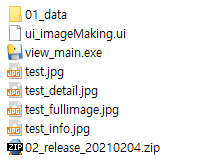 01_data
ui_imageMaking.ui
view_main.exe
test.jpg
test_detail.jpg
test_fullimage.jpg
test_info.jpg
02_release_20210204.zip